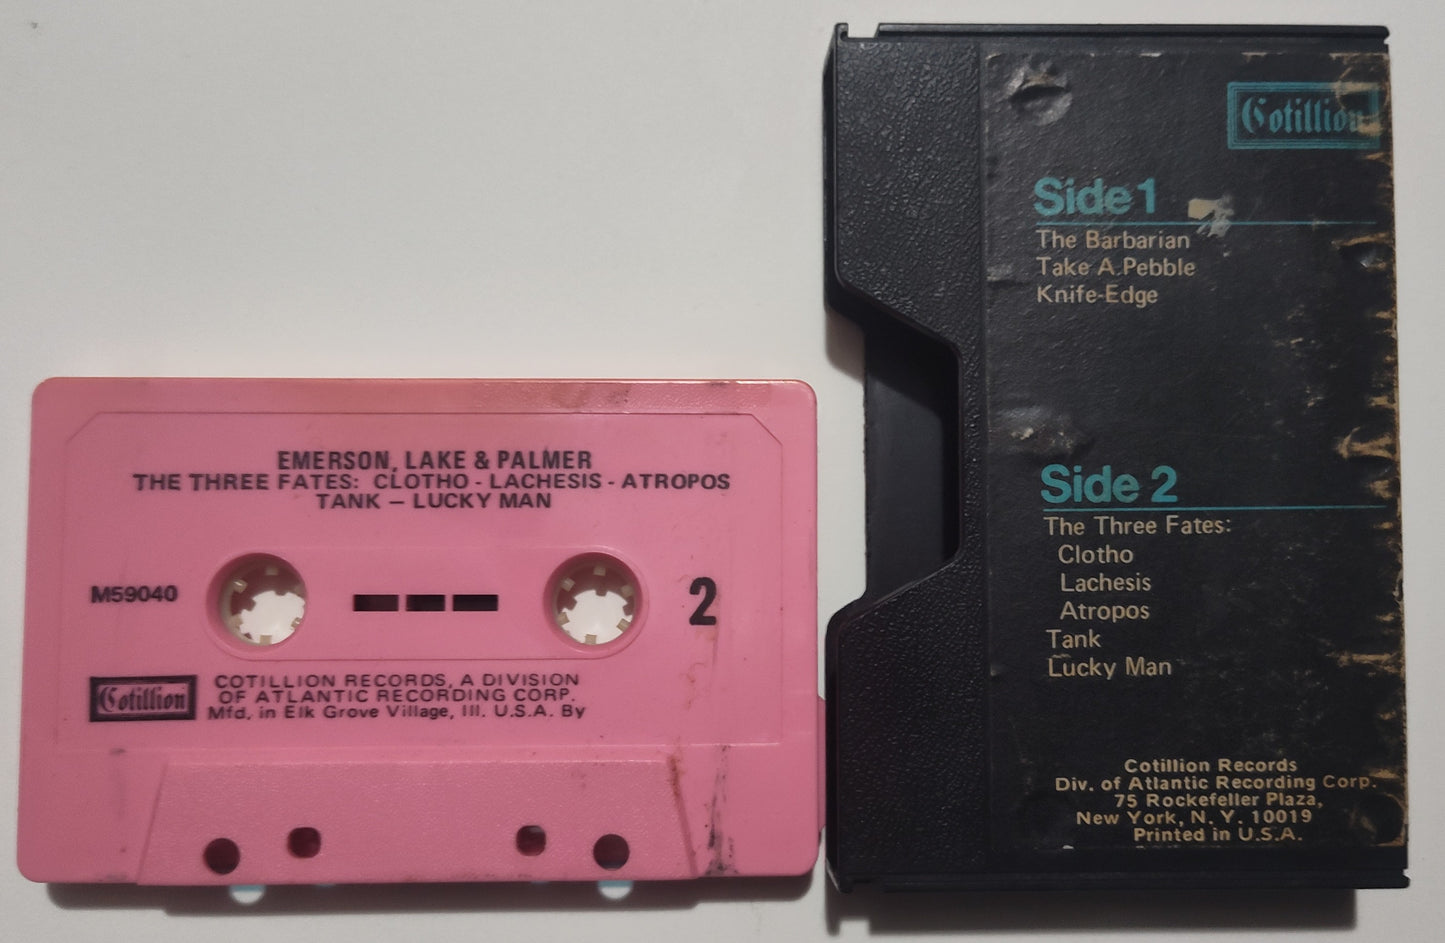 EMERSON, LAKE & PALMER
THE THREE FATES: CLOTHO - LACHESIS - ATROPOS
TANK – LUCKY MAN
M59040
2
Cotillion
COTILLION RECORDS, A DIVISION
OF ATLANTIC RECORDING CORP.
Mfd. in Elk Grove Village, Ill. U.S.A. By
Cotillion
Side 1
The Barbarian
Take A Pebble
Knife-Edge
Side 2
The Three Fates:
Clotho
Lachesis
Atropos
Tank
Lucky Man
Cotillion Records
Div. of Atlantic Recording Corp.
75 Rockefeller Plaza,
New York, N. Y. 10019
Printed in U.S.A.